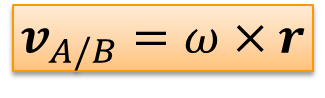 v_{A/B} = ω × r